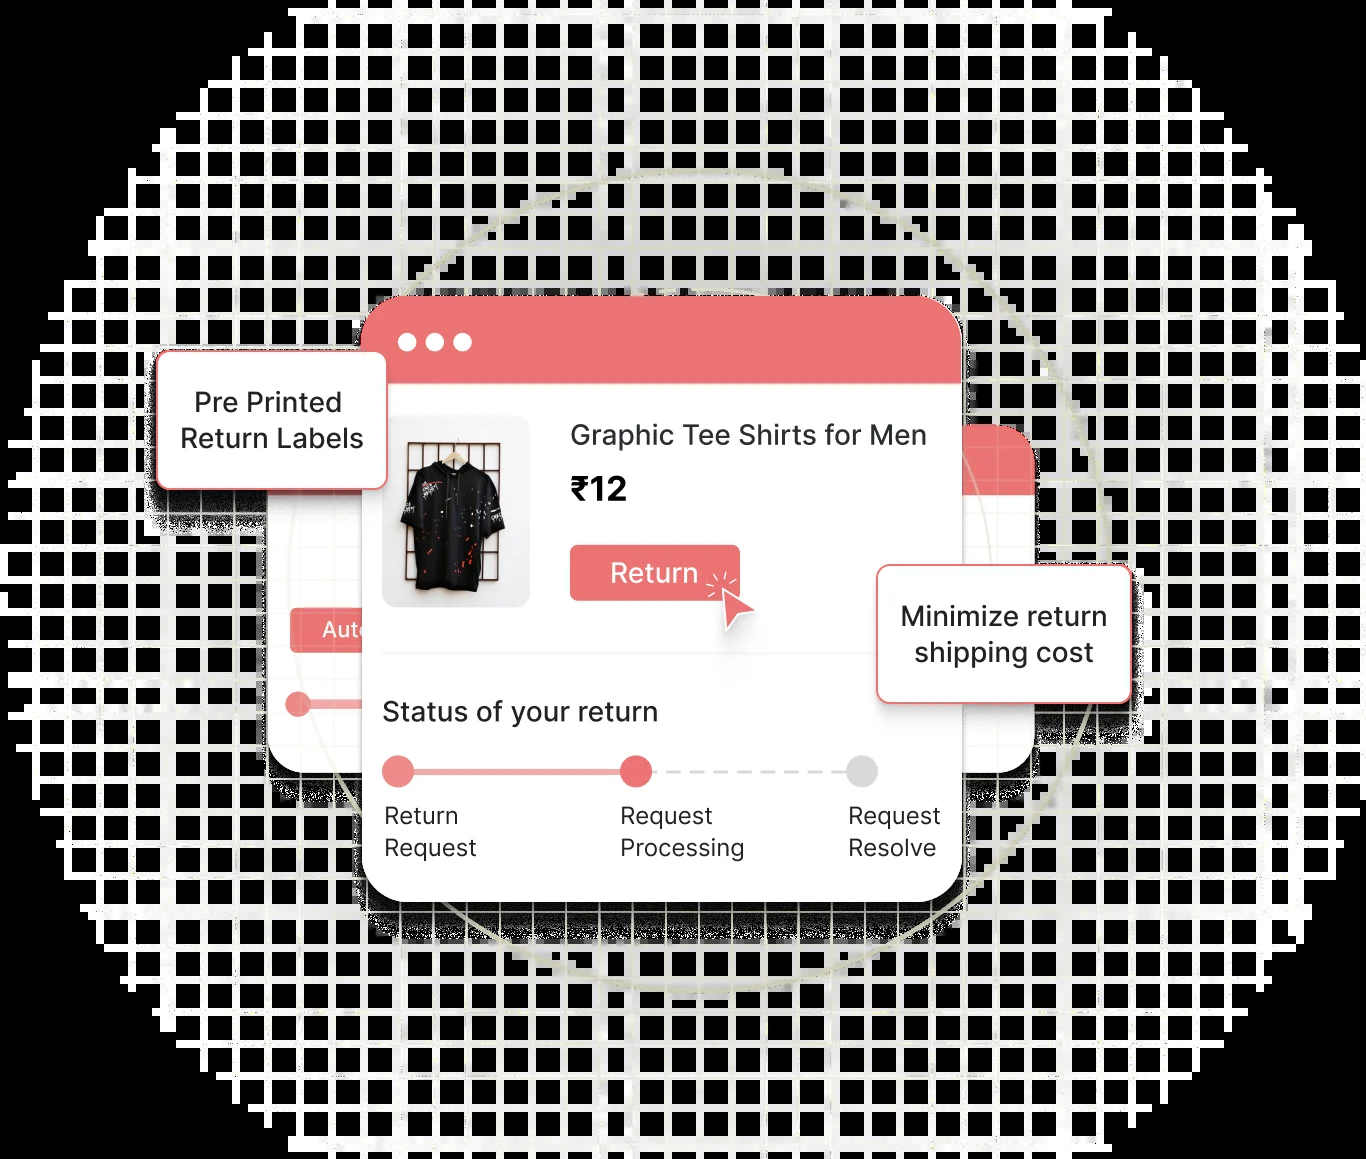 Pre Printed
Return Labels
Graphic Tee Shirts for Men
₹12
Return
Minimize return
shipping cost
Status of your return
Return
Request
Request
Processing
Request
Resolve